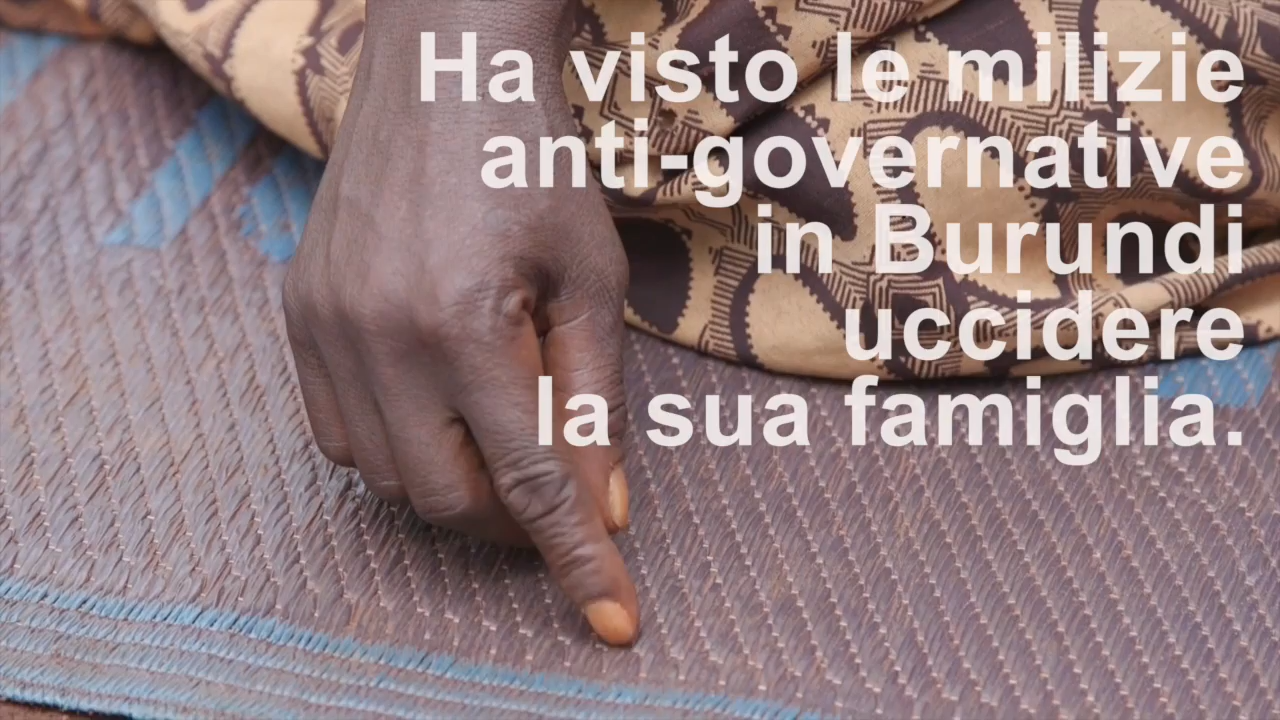 Ha visto le milizie
anti-governative
in Burundi
uccidere
la sua famiglia.